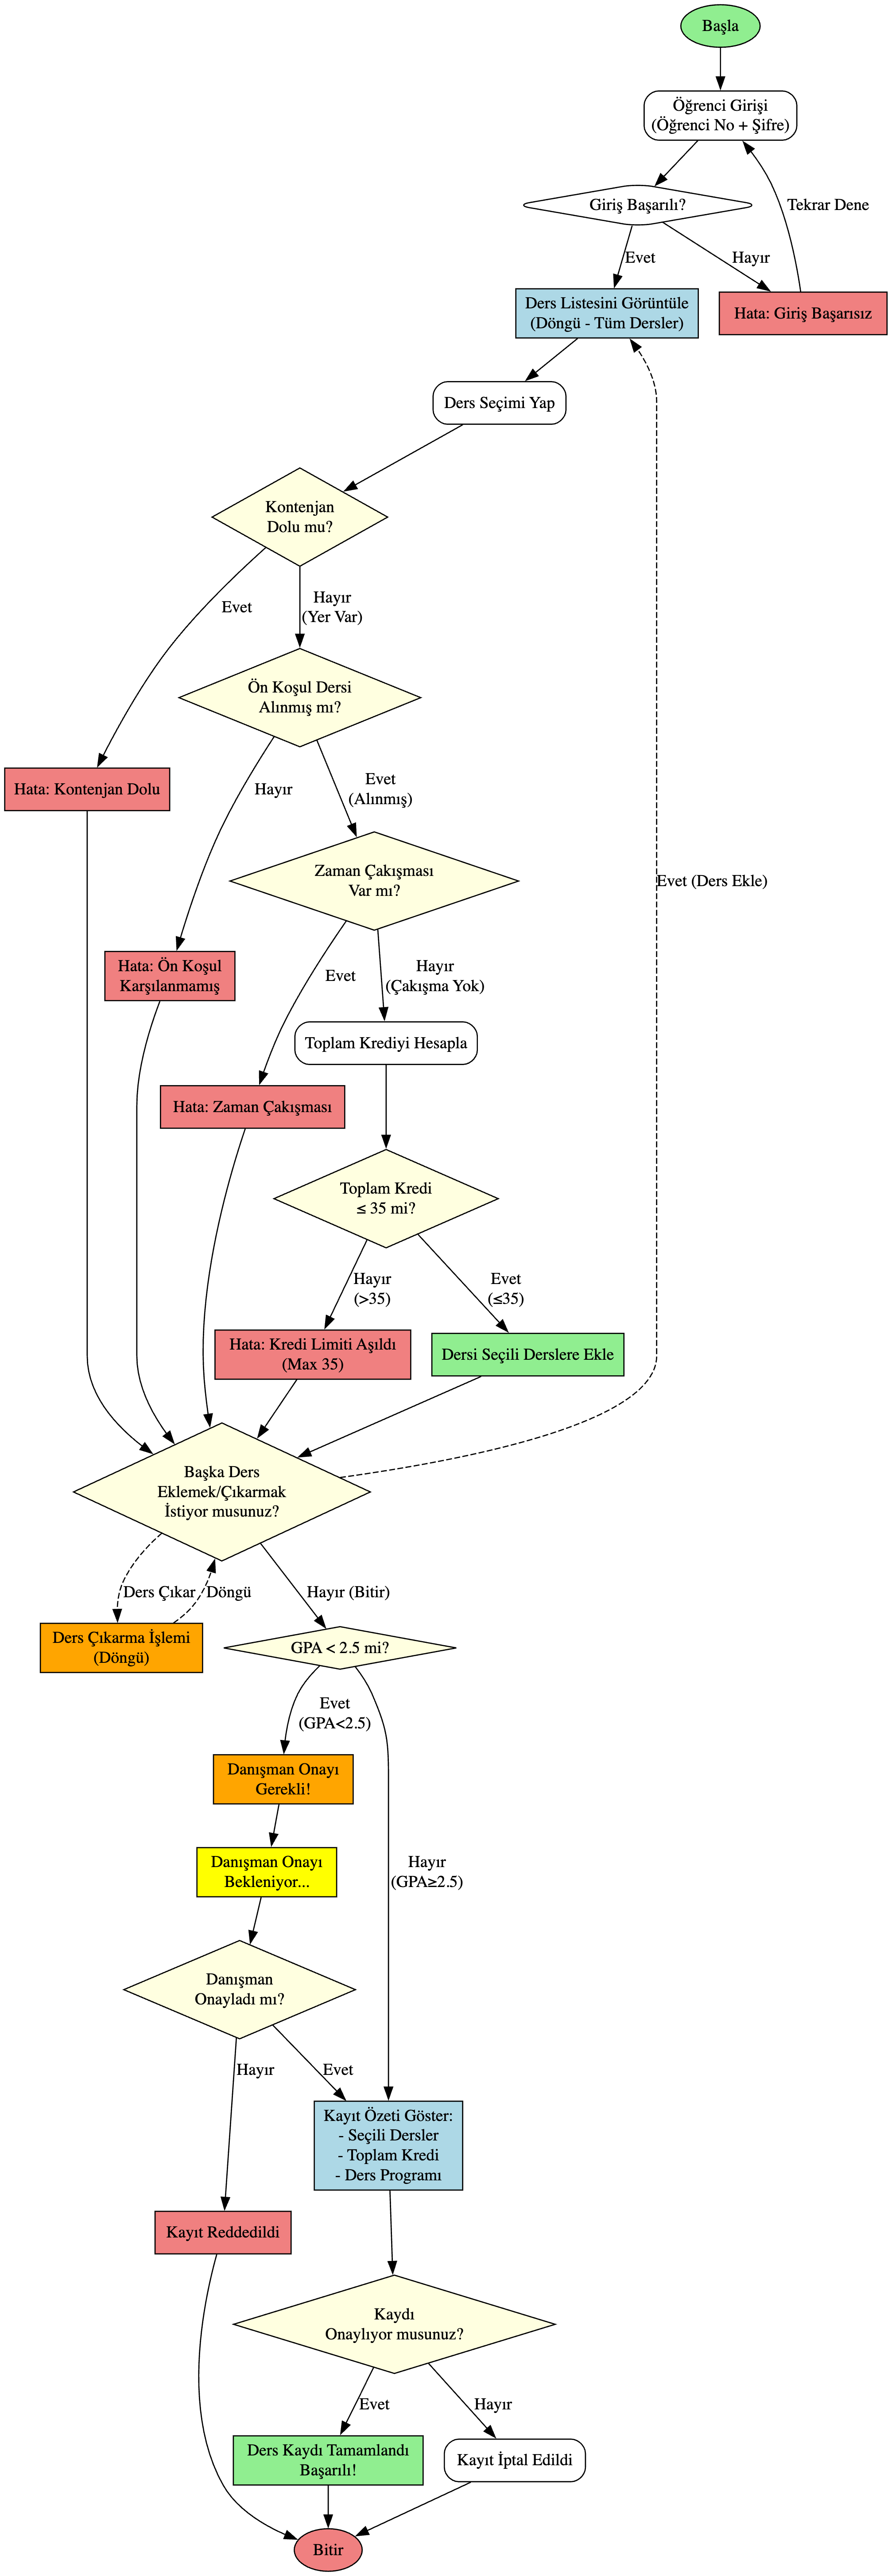 Başla
Öğrenci Girişi
(Öğrenci No + Şifre)
Giriş Başarılı?
Tekrar Dene
Evet
Hayır
Ders Listesini Görüntüle
(Döngü - Tüm Dersler)
Hata: Giriş Başarısız
Ders Seçimi Yap
Kontenjan
Dolu mu?
Evet
Hayır
(Yer Var)
Ön Koşul Dersi
Alınmış mı?
Hata: Kontenjan Dolu
Hayır
Evet
(Alınmış)
Zaman Çakışması
Var mı?
Evet (Ders Ekle)
Hata: Ön Koşul
Karşılanmamış
Evet
Hayır
(Çakışma Yok)
Toplam Krediyi Hesapla
Hata: Zaman Çakışması
Toplam Kredi
≤ 35 mi?
Hayır
(>35)
Evet
(≤35)
Hata: Kredi Limiti Aşıldı
(Max 35)
Dersi Seçili Derslere Ekle
Başka Ders
Eklemek/Çıkarmak
İstiyor musunuz?
Ders Çıkar
Döngü
Hayır (Bitir)
Ders Çıkarma İşlemi
(Döngü)
GPA < 2.5 mi?
Evet
(GPA<2.5)
Danışman Onayı
Gerekli!
Danışman Onayı
Bekleniyor...
Hayır
(GPA≥2.5)
Danışman
Onayladı mı?
Hayır
Evet
Kayıt Özeti Göster:
- Seçili Dersler
- Toplam Kredi
- Ders Programı
Kayıt Reddedildi
Kaydı
Onaylıyor musunuz?
Evet
Hayır
Ders Kaydı Tamamlandı
Başarılı!
Kayıt İptal Edildi
Bitir